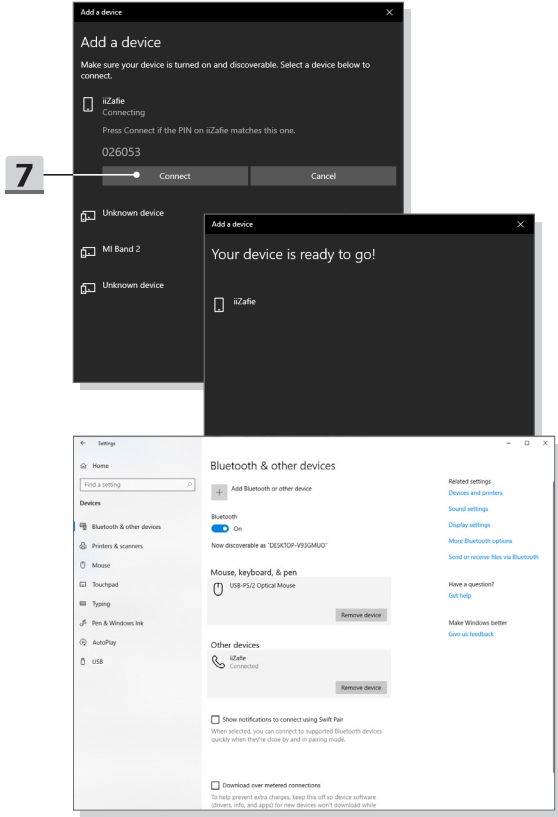 Add a device
Add a device
Make sure your device is turned on and discoverable. Select a device below to
connect.
iiZafie
Connecting
Press Connect if the PIN on iiZafie matches this one.
026053
7
Connect
Cancel
Unknown device
MI Band 2
Unknown device
Add a device
Your device is ready to go!
iiZafie
Settings
Home
Find a setting
Devices
Bluetooth & other devices
Printers & scanners
Mouse
Touchpad
Typing
Pen & Windows Ink
AutoPlay
USB
Bluetooth & other devices
Add Bluetooth or other device
Bluetooth
On
Now discoverable as "DESKTOP-V93GMUO"
Mouse, keyboard, & pen
USB-PS/2 Optical Mouse
Remove device
Other devices
iiZafie
Connected
Remove device
Show notifications to connect using Swift Pair
When selected, you can connect to supported Bluetooth devices
quickly when they're close by and in pairing mode.
Download over metered connections
To help prevent extra charges, keep this off so device software
(drivers, info, and apps) for new devices won't download while
Related settings
Devices and printers
Sound settings
Display settings
More Bluetooth options
Send or receive files via Bluetooth
Have a question?
Get help
Make Windows better
Give us feedback